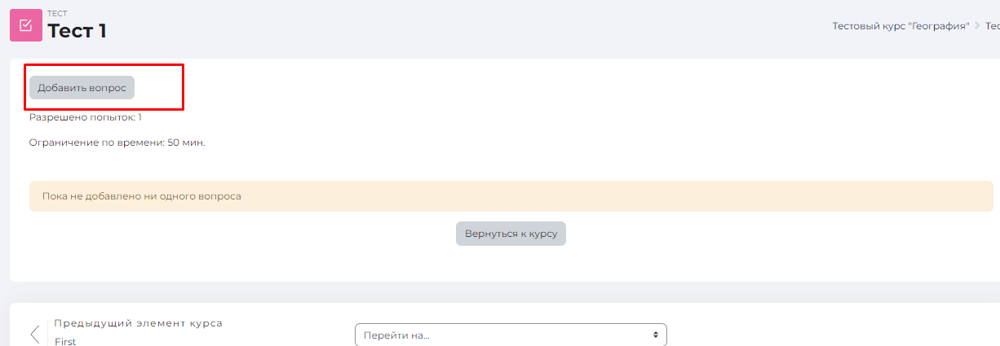 ТЕСТ
Тест 1
Тестовый курс "География"
Добавить вопрос
Разрешено попыток: 1
Ограничение по времени: 50 мин.
Пока не добавлено ни одного вопроса
Вернуться к курсу
Предыдущий элемент курса
First
Перейти на...